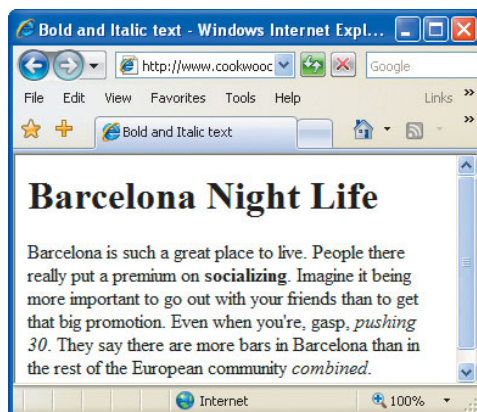 Bold and Italic text - Windows Internet Expl...
http://www.cookwooc
Google
File Edit View Favorites Tools Help Links »
Bold and Italic text »
Barcelona Night Life
Barcelona is such a great place to live. People there
really put a premium on socializing. Imagine it being
more important to go out with your friends than to get
that big promotion. Even when you're, gasp, pushing
30. They say there are more bars in Barcelona than in
the rest of the European community combined.
Internet 100%